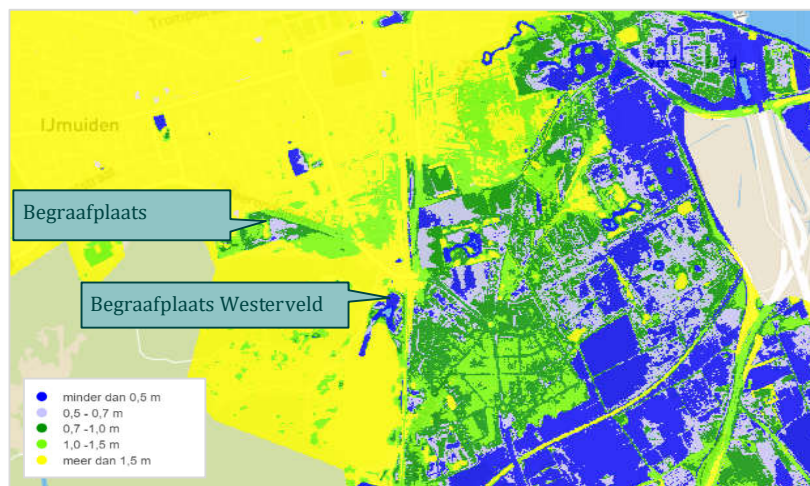 IJmuiden
Begraafplaats
Begraafplaats Westerveld
minder dan 0,5 m
0,5 - 0,7 m
0,7 -1,0 m
1,0 -1,5 m
meer dan 1,5 m